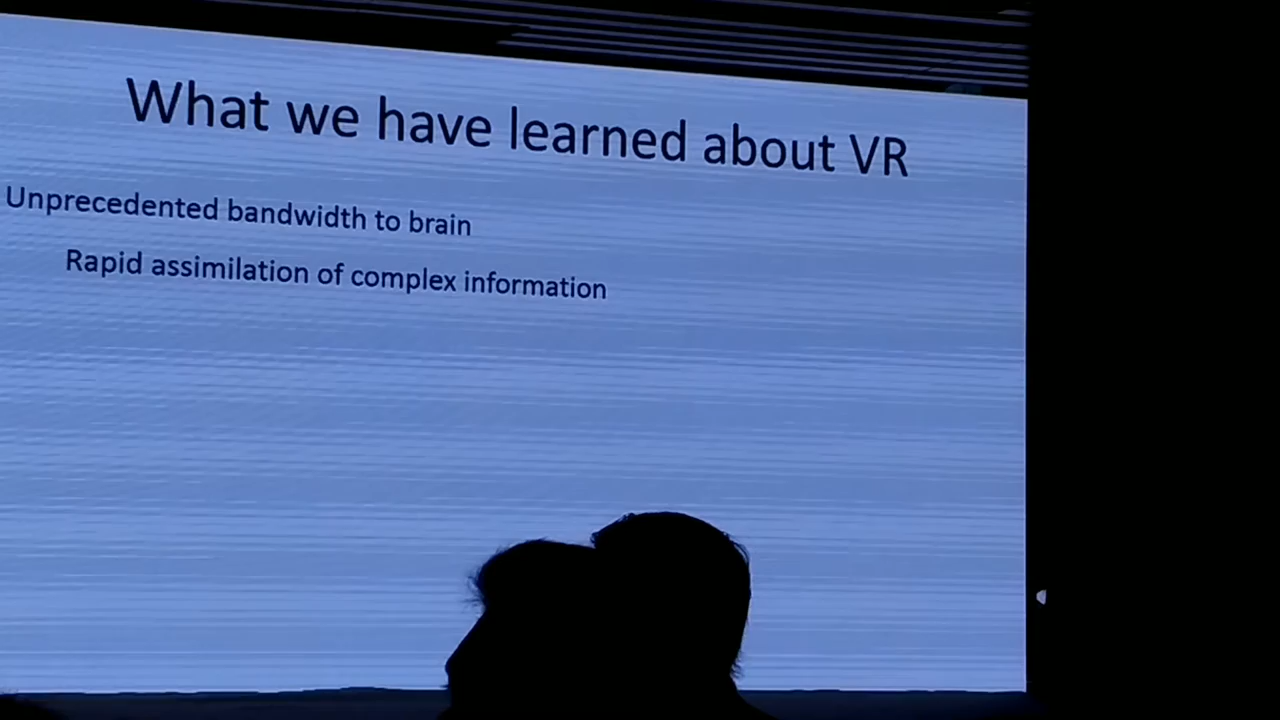 What we have learned about VR
Unprecedented bandwidth to brain
Rapid assimilation of complex information